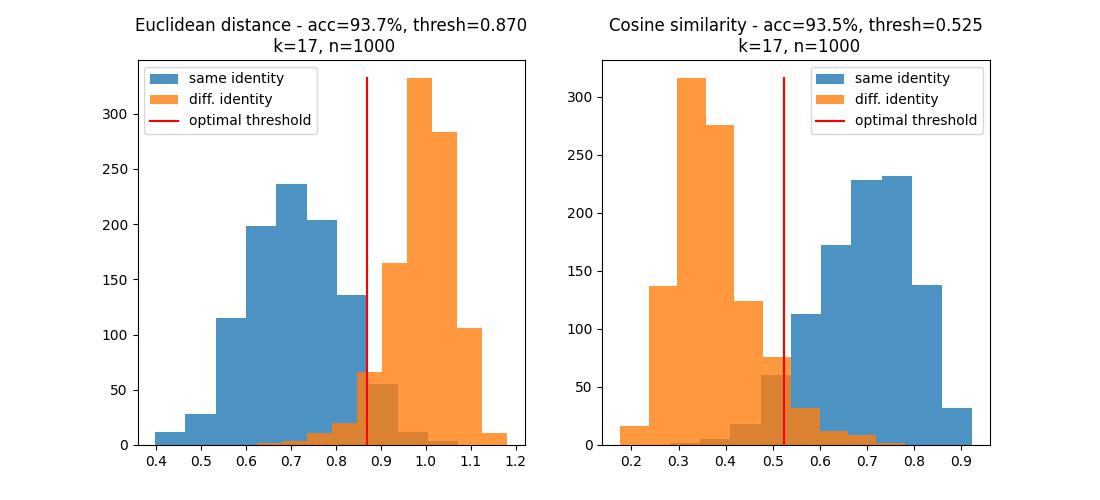 Euclidean distance - acc=93.7%, thresh=0.870
k=17, n=1000
same identity
diff. identity
optimal threshold
300
250
200
150
100
50
0
0.4 0.5 0.6 0.7 0.8 0.9 1.0 1.1 1.2
Cosine similarity - acc=93.5%, thresh=0.525
k=17, n=1000
same identity
diff. identity
optimal threshold
300
250
200
150
100
50
0
0.2 0.3 0.4 0.5 0.6 0.7 0.8 0.9